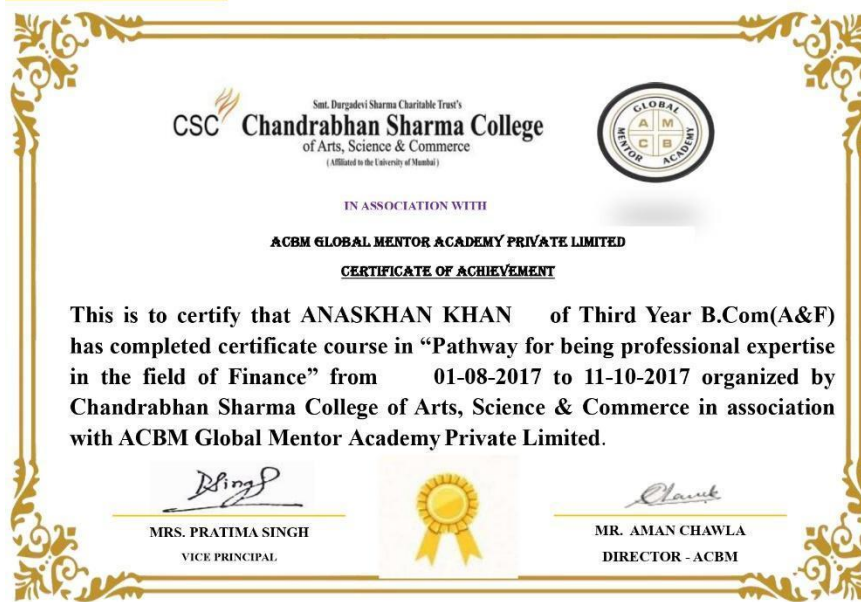 CSC
Smt. Durgadevi Sharma Charitable Trust's
Chandrabhan Sharma College
of Arts, Science & Commerce
(Affiliated to the University of Mumbai)
GLOBAL
A M
C B
MENTOR ACADEMY
IN ASSOCIATION WITH
ACBM GLOBAL MENTOR ACADEMY PRIVATE LIMITED
CERTIFICATE OF ACHIEVEMENT
This is to certify that ANASKHAN KHAN of Third Year B.Com(A&F)
has completed certificate course in “Pathway for being professional expertise
in the field of Finance” from 01-08-2017 to 11-10-2017 organized by
Chandrabhan Sharma College of Arts, Science & Commerce in association
with ACBM Global Mentor Academy Private Limited.
DSingh
MRS. PRATIMA SINGH
VICE PRINCIPAL
MR. AMAN CHAWLA
DIRECTOR - ACBM